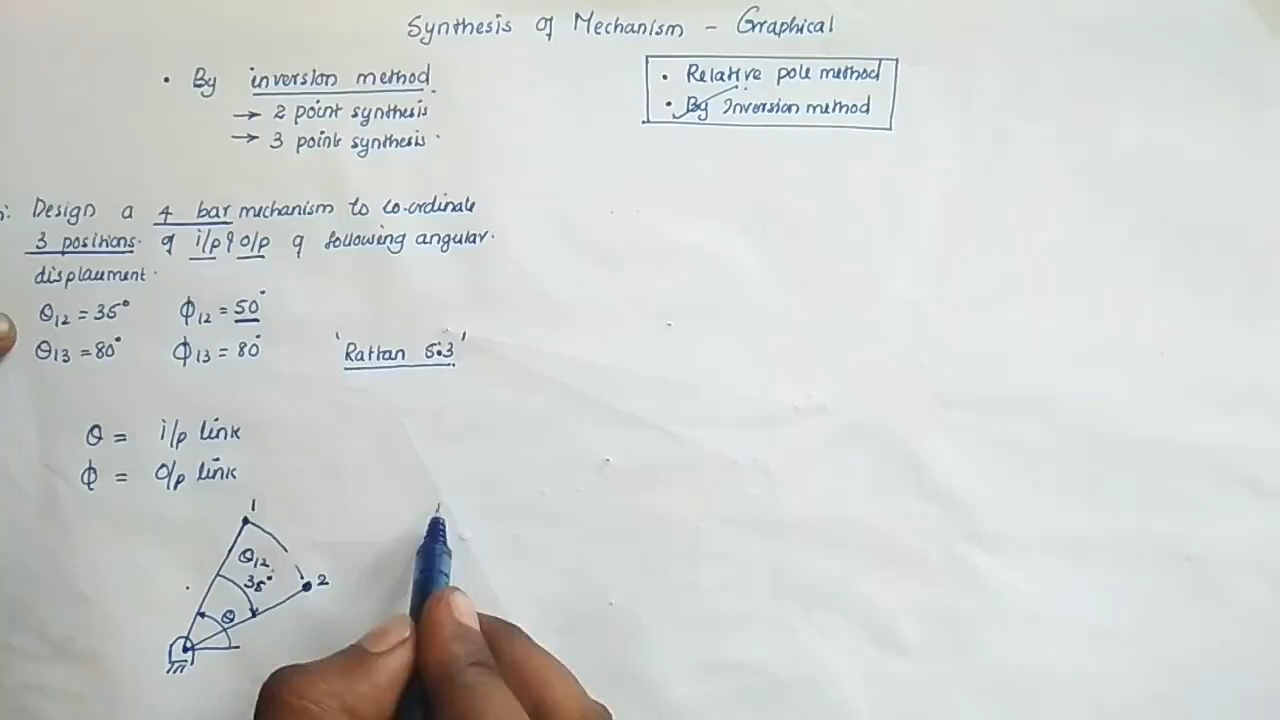 Synthesis of Mechanism - Graphical
• By inversion method.
→ 2 point synthesis
→ 3 point synthesis.
• Relative pole method
• By Inversion method
Design a 4 bar mechanism to co-ordinate
3 positions. of i/p & o/p of following angular.
displacment.
θ12 = 35° ϕ12 = 50°
θ13 = 80° ϕ13 = 80°
'Rattan 5.3'
θ = i/p link
ϕ = o/p link
1
θ12
35°
2
θ